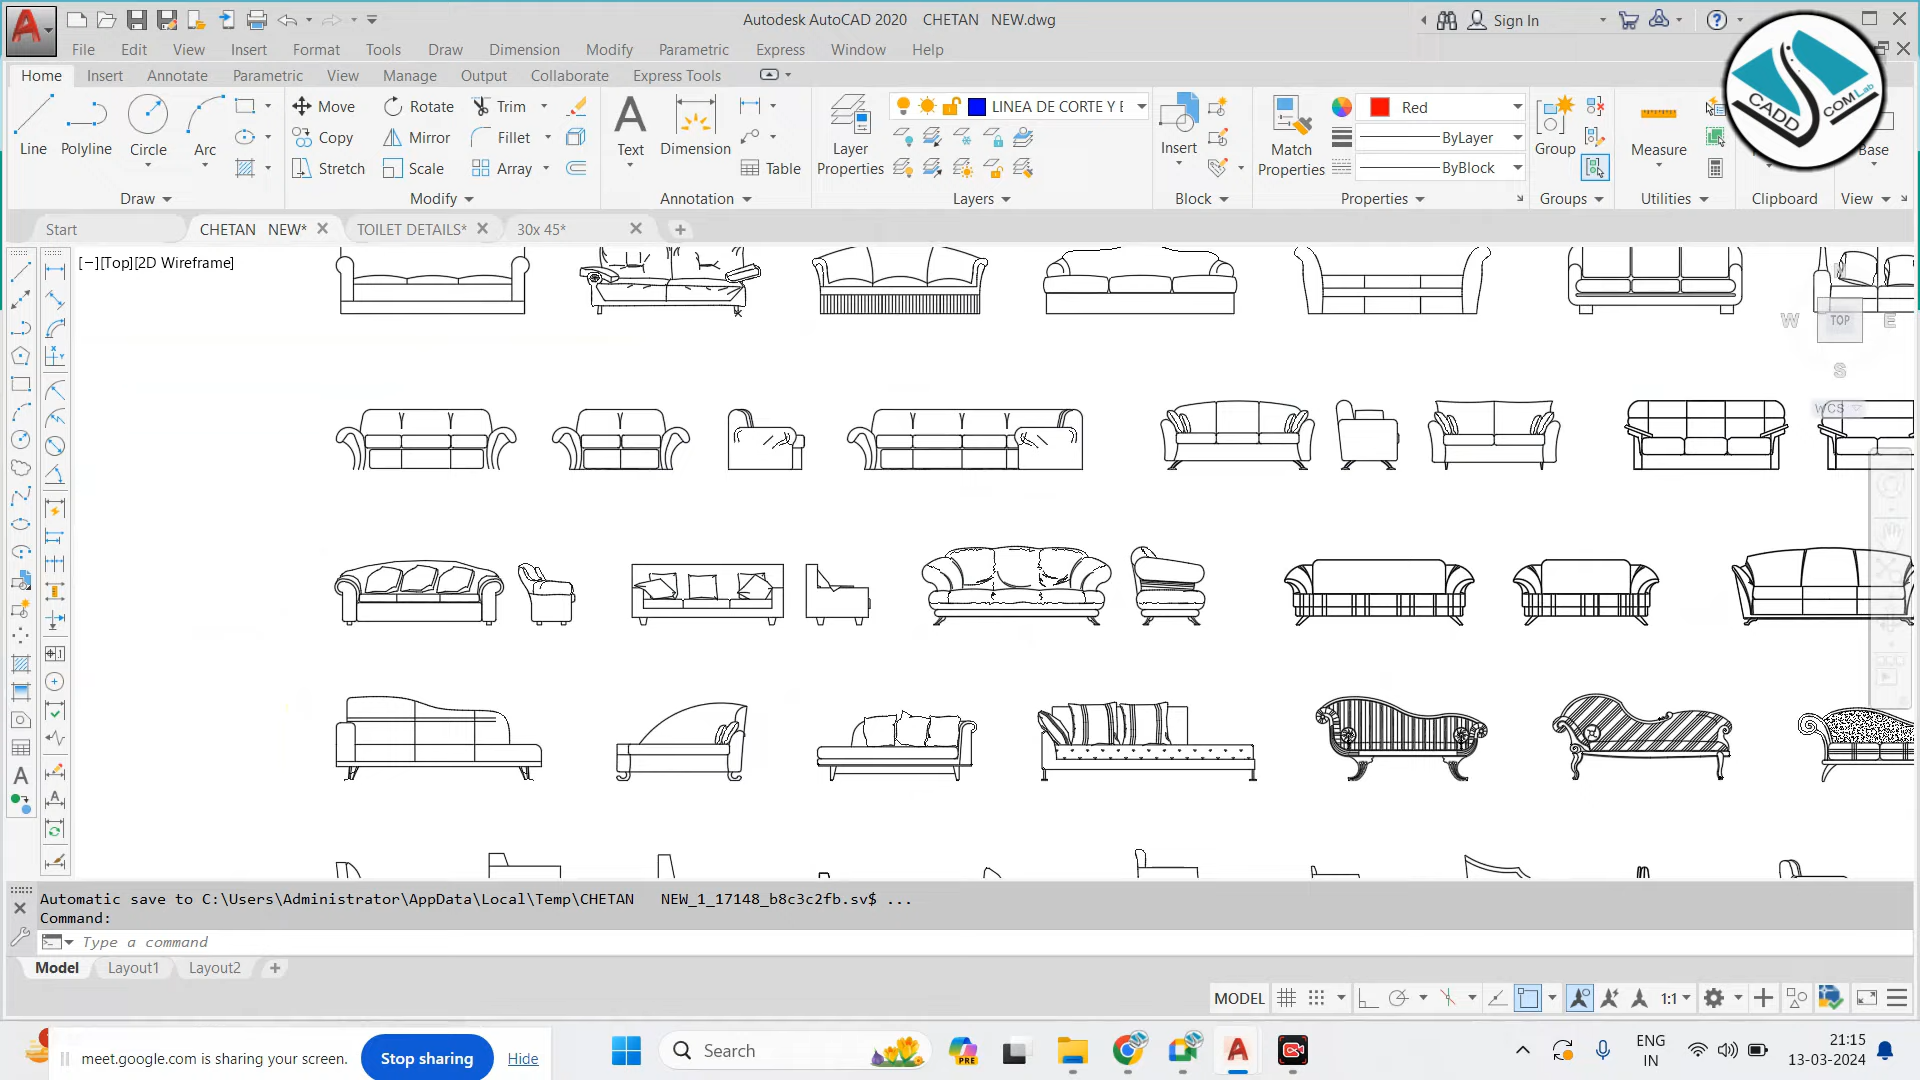 Autodesk AutoCAD 2020 CHETAN NEW.dwg
Sign In
File Edit View Insert Format Tools Draw Dimension Modify Parametric Express Window Help
Home Insert Annotate Parametric View Manage Output Collaborate Express Tools
Line Polyline Circle Arc
Move Rotate Trim
Copy Mirror Fillet
Stretch Scale Array
Text Dimension Table
Layer Properties
LINEA DE CORTE Y E
Insert
Match Properties
Red
ByLayer
ByBlock
Group
Measure
Base
CADD COM Lab
Draw Modify Annotation Layers Block Properties Groups Utilities Clipboard View
Start CHETAN NEW* TOILET DETAILS* 30x 45*
[−][Top][2D Wireframe]
W TOP E
S
WCS
Automatic save to C:\Users\Administrator\AppData\Local\Temp\CHETAN NEW_1_17148_b8c3c2fb.sv$ ...
Command:
Type a command
Model Layout1 Layout2
MODEL 1:1
meet.google.com is sharing your screen. Stop sharing Hide
Search
PRE
ENG
IN
21:15
13-03-2024